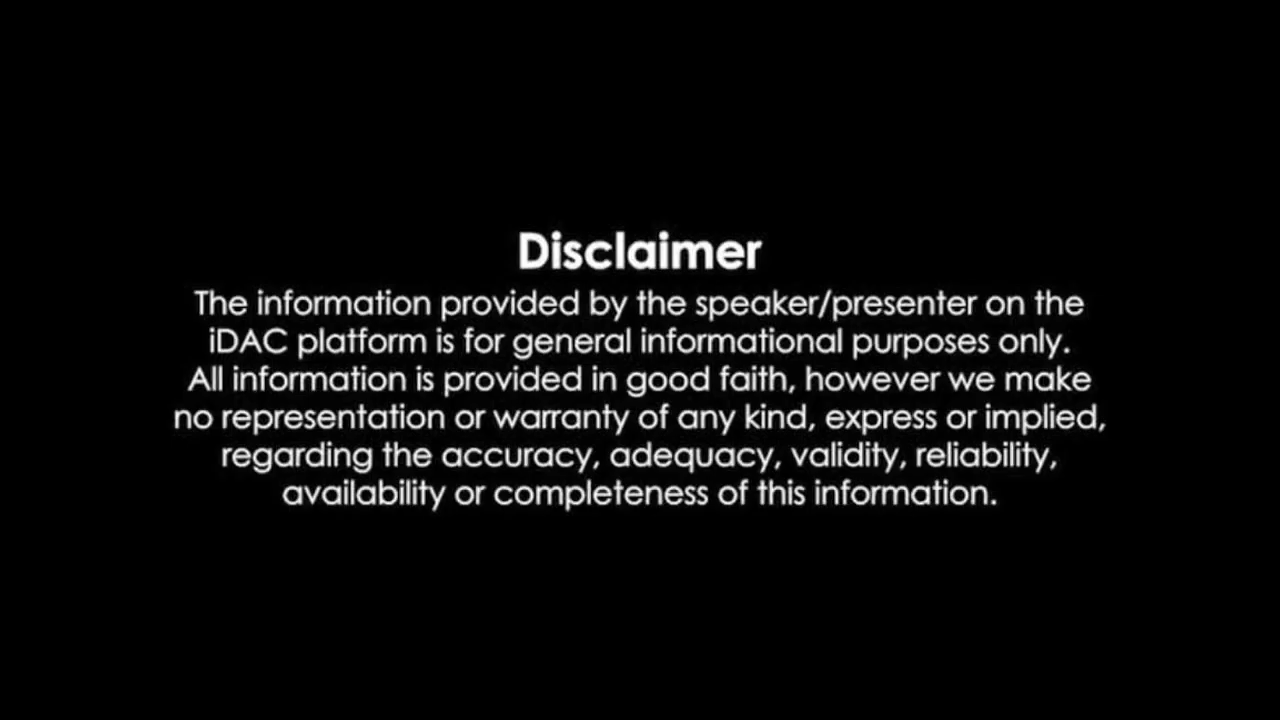 Disclaimer
The information provided by the speaker/presenter on the
iDAC platform is for general informational purposes only.
All information is provided in good faith, however we make
no representation or warranty of any kind, express or implied,
regarding the accuracy, adequacy, validity, reliability,
availability or completeness of this information.